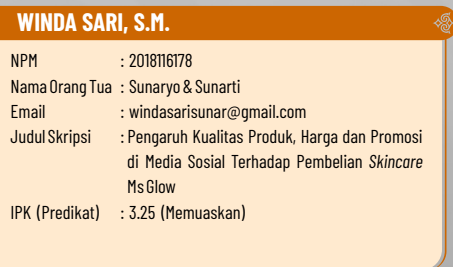 WINDA SARI, S.M.
NPM : 2018116178
Nama Orang Tua : Sunaryo & Sunarti
Email : windasarisunar@gmail.com
Judul Skripsi : Pengaruh Kualitas Produk, Harga dan Promosi
di Media Sosial Terhadap Pembelian Skincare
Ms Glow
IPK (Predikat) : 3.25 (Memuaskan)